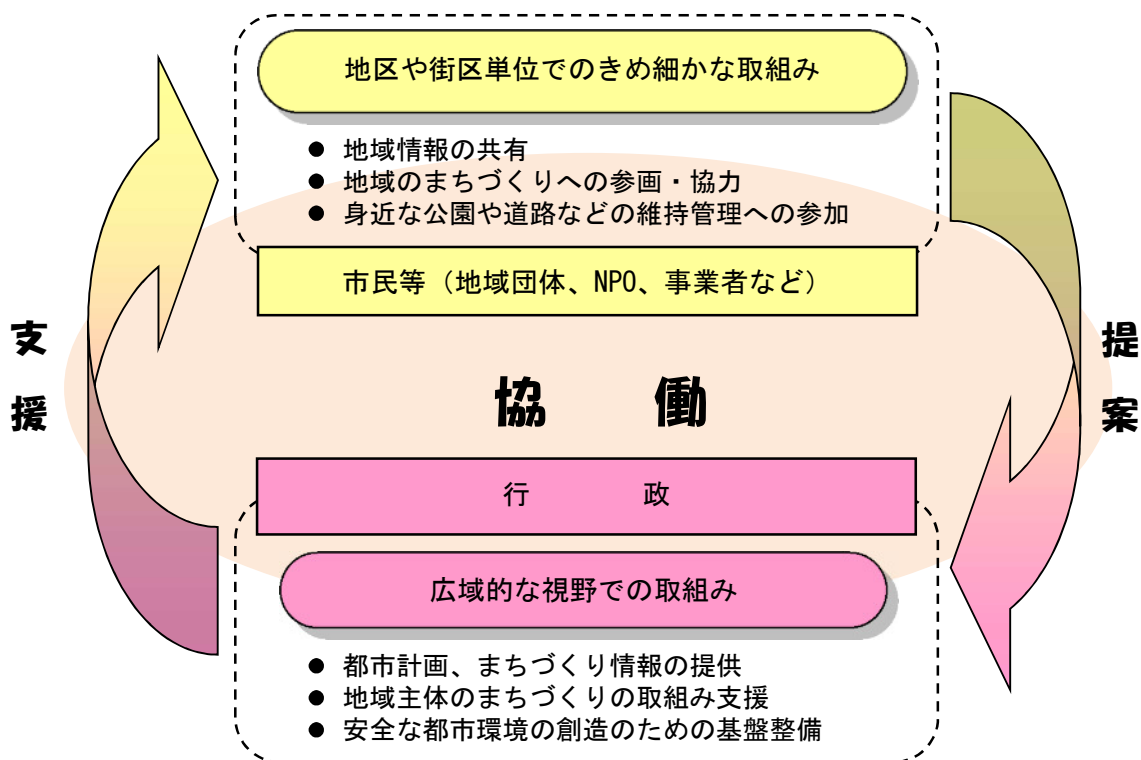 地区や街区単位でのきめ細かな取組み
● 地域情報の共有
● 地域のまちづくりへの参画・協力
● 身近な公園や道路などの維持管理への参加
市民等（地域団体、NPO、事業者など）
支援
提案
協　働
行　政
広域的な視野での取組み
● 都市計画、まちづくり情報の提供
● 地域主体のまちづくりの取組み支援
● 安全な都市環境の創造のための基盤整備